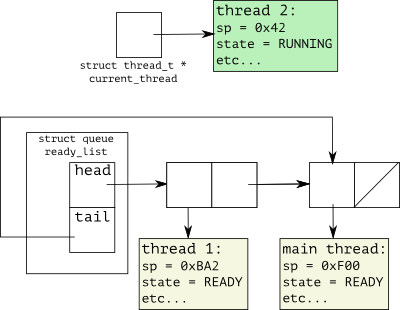 thread 2:
sp = 0x42
state = RUNNING
etc...
struct thread_t *
current_thread
struct queue
ready_list
head
tail
thread 1:
sp = 0xBA2
state = READY
etc...
main thread:
sp = 0xF00
state = READY
etc...